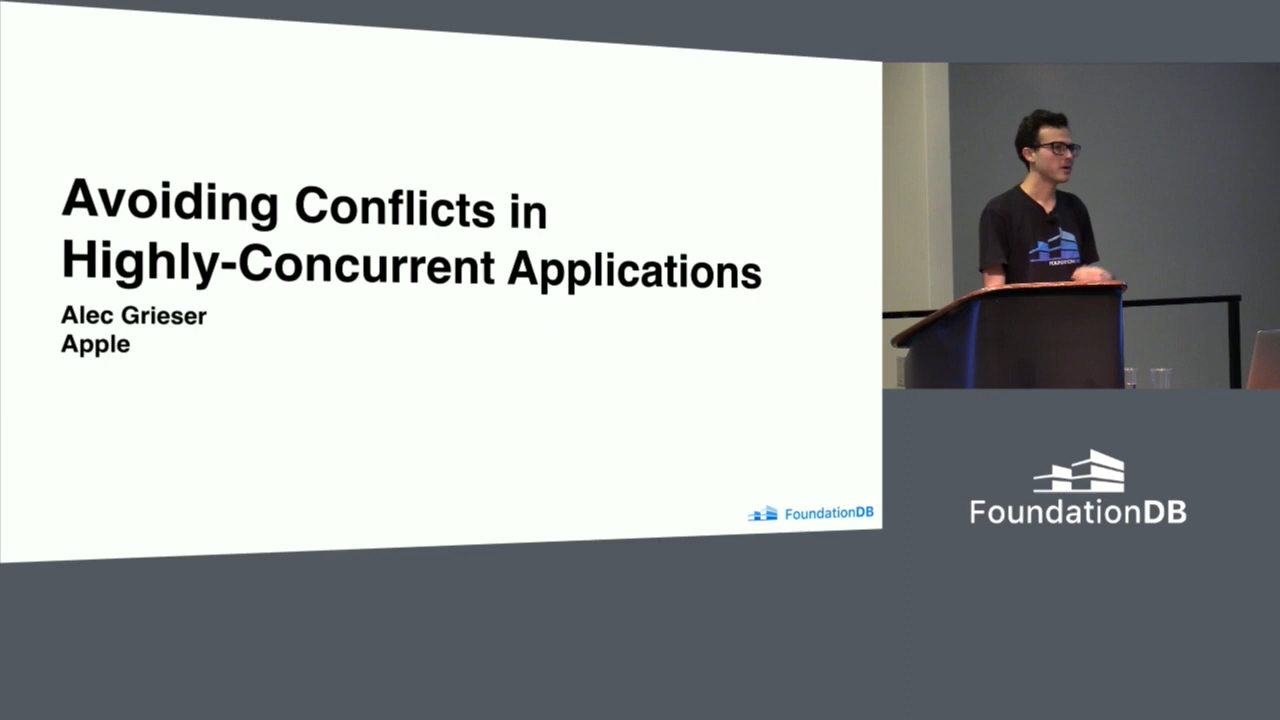 Avoiding Conflicts in
Highly-Concurrent Applications
Alec Grieser
Apple
FoundationDB
FoundationDB